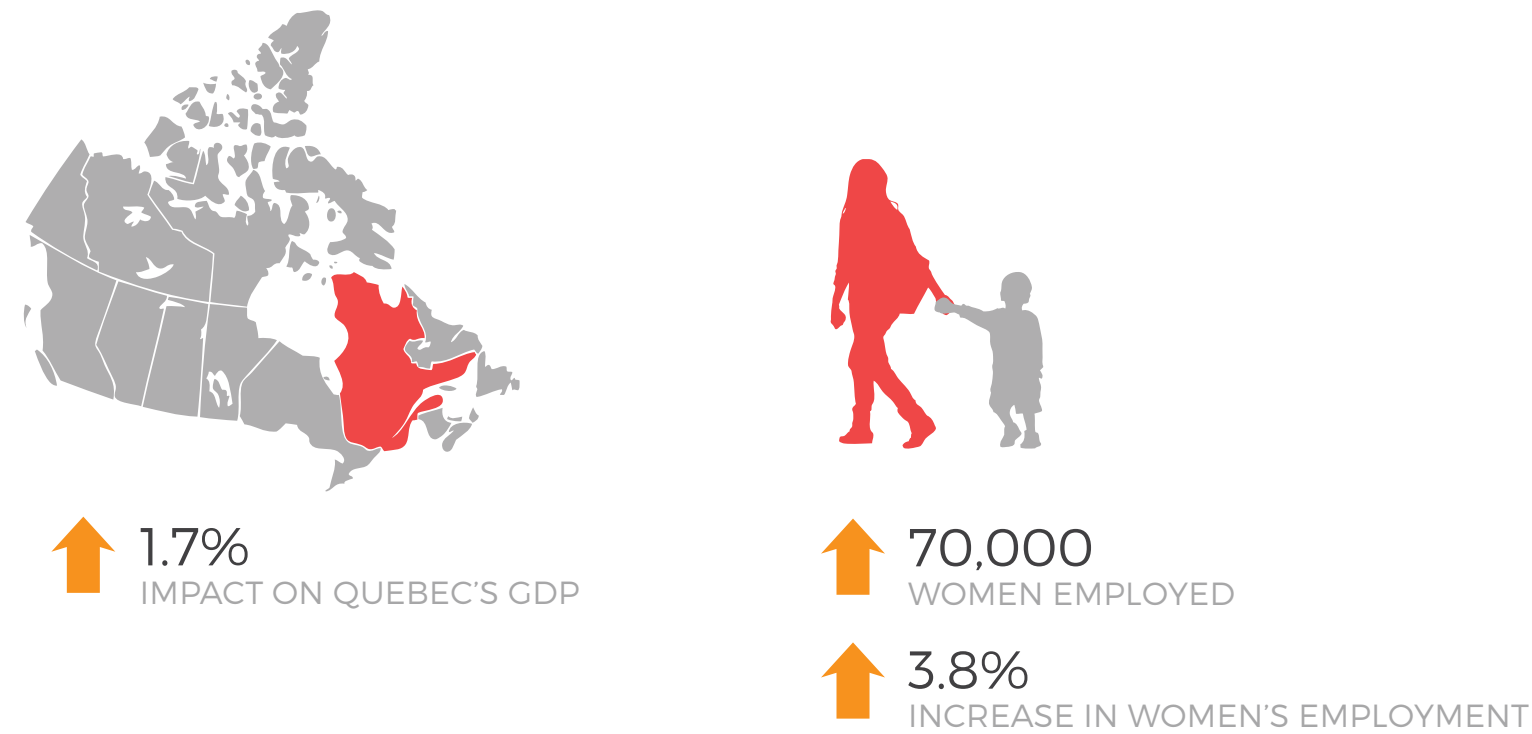 1.7%
IMPACT ON QUEBEC'S GDP
70,000
WOMEN EMPLOYED
3.8%
INCREASE IN WOMEN'S EMPLOYMENT